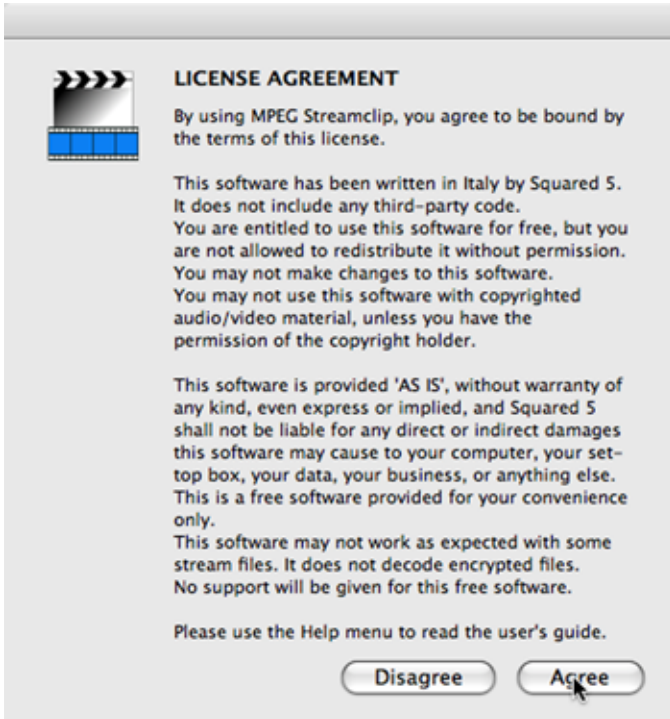 LICENSE AGREEMENT
By using MPEG Streamclip, you agree to be bound by
the terms of this license.
This software has been written in Italy by Squared 5.
It does not include any third-party code.
You are entitled to use this software for free, but you
are not allowed to redistribute it without permission.
You may not make changes to this software.
You may not use this software with copyrighted
audio/video material, unless you have the
permission of the copyright holder.
This software is provided 'AS IS', without warranty of
any kind, even express or implied, and Squared 5
shall not be liable for any direct or indirect damages
this software may cause to your computer, your set-
top box, your data, your business, or anything else.
This is a free software provided for your convenience
only.
This software may not work as expected with some
stream files. It does not decode encrypted files.
No support will be given for this free software.
Please use the Help menu to read the user's guide.
Disagree
Agree